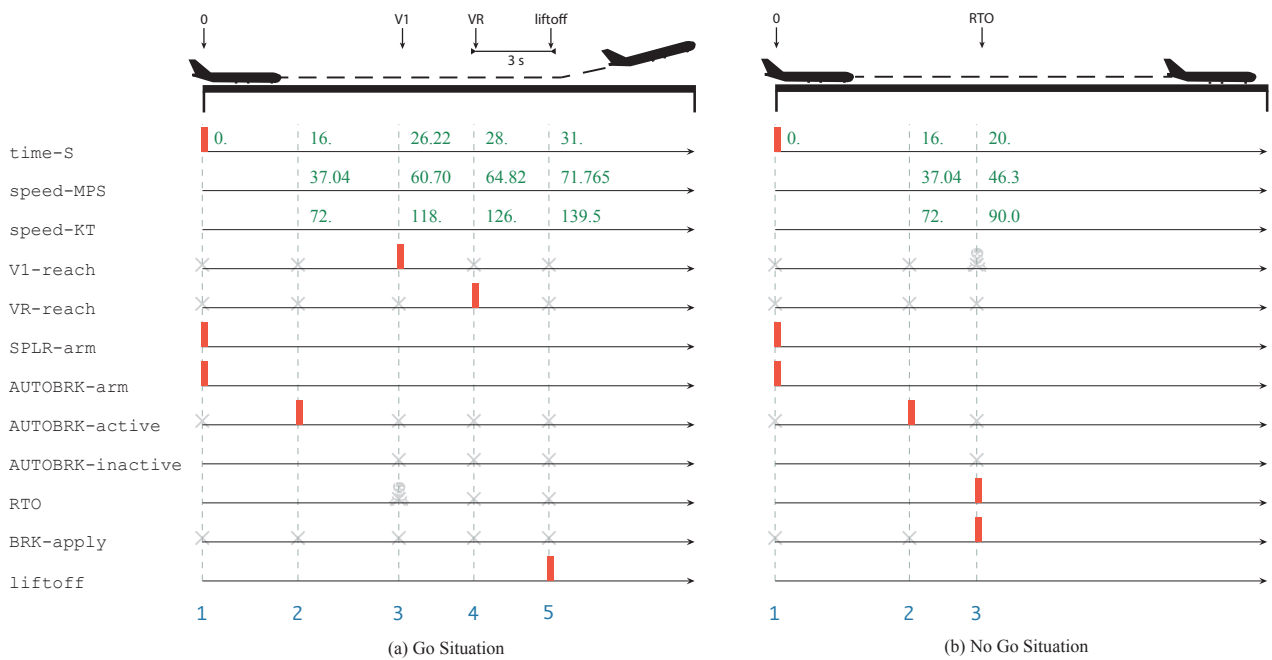 0 V1 VR liftoff 0 RTO
3 s
time-S 0. 16. 26.22 28. 31. 0. 16. 20.
speed-MPS 37.04 60.70 64.82 71.765 37.04 46.3
speed-KT 72. 118. 126. 139.5 72. 90.0
V1-reach
VR-reach
SPLR-arm
AUTOBRK-arm
AUTOBRK-active
AUTOBRK-inactive
RTO
BRK-apply
liftoff
1 2 3 4 5 1 2 3
(a) Go Situation (b) No Go Situation